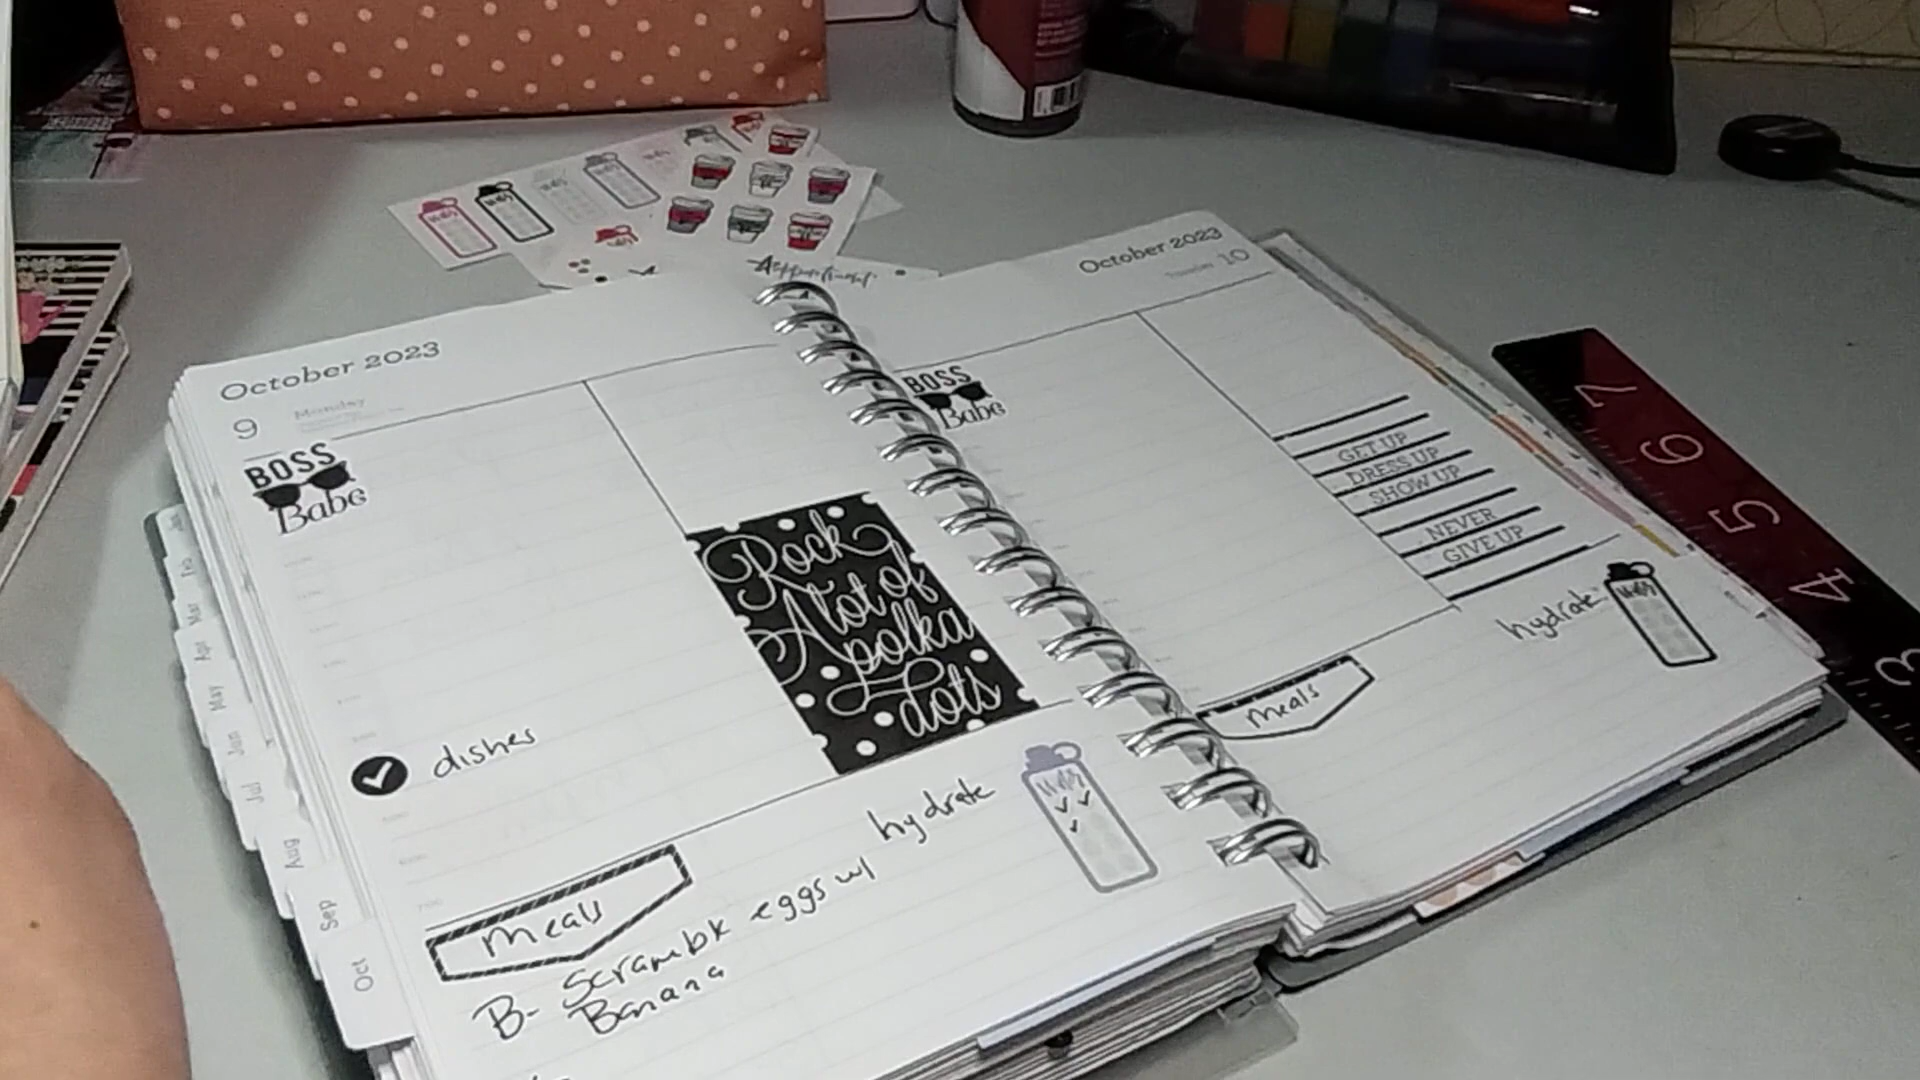 October 2023
9 Monday
BOSS
Babe
Rock
A lot of
polka
dots
dishes
hydrate
Meals
B- Scramble eggs w/
Banana
Aug
Sep
Oct
Jul
Jun
May
Apr
Mar
Feb
October 2023
Tuesday 10
BOSS
Babe
GET UP
DRESS UP
SHOW UP
NEVER
GIVE UP
hydrate
Meals
Appointment
7
6
5
4
3